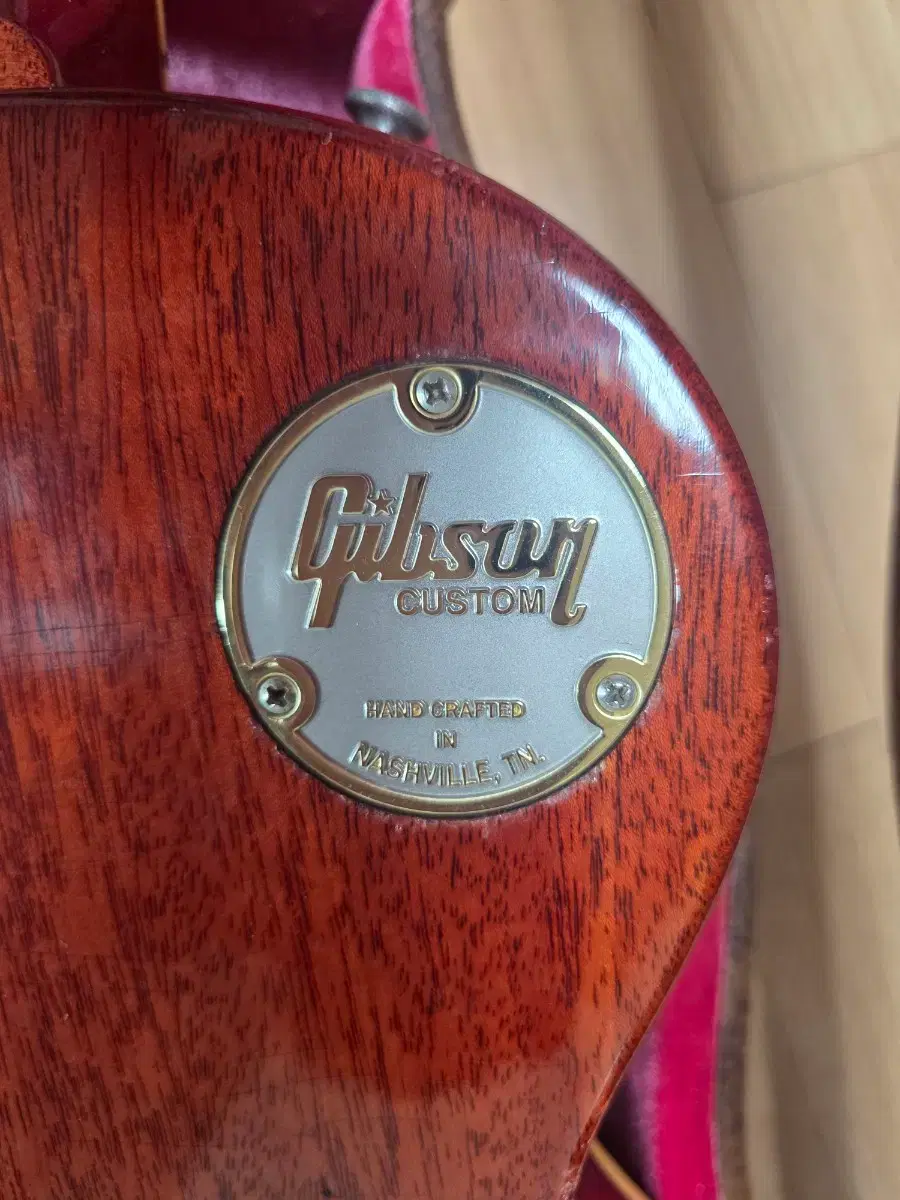 Gibson
CUSTOM
HAND CRAFTED
IN
NASHVILLE, TN.